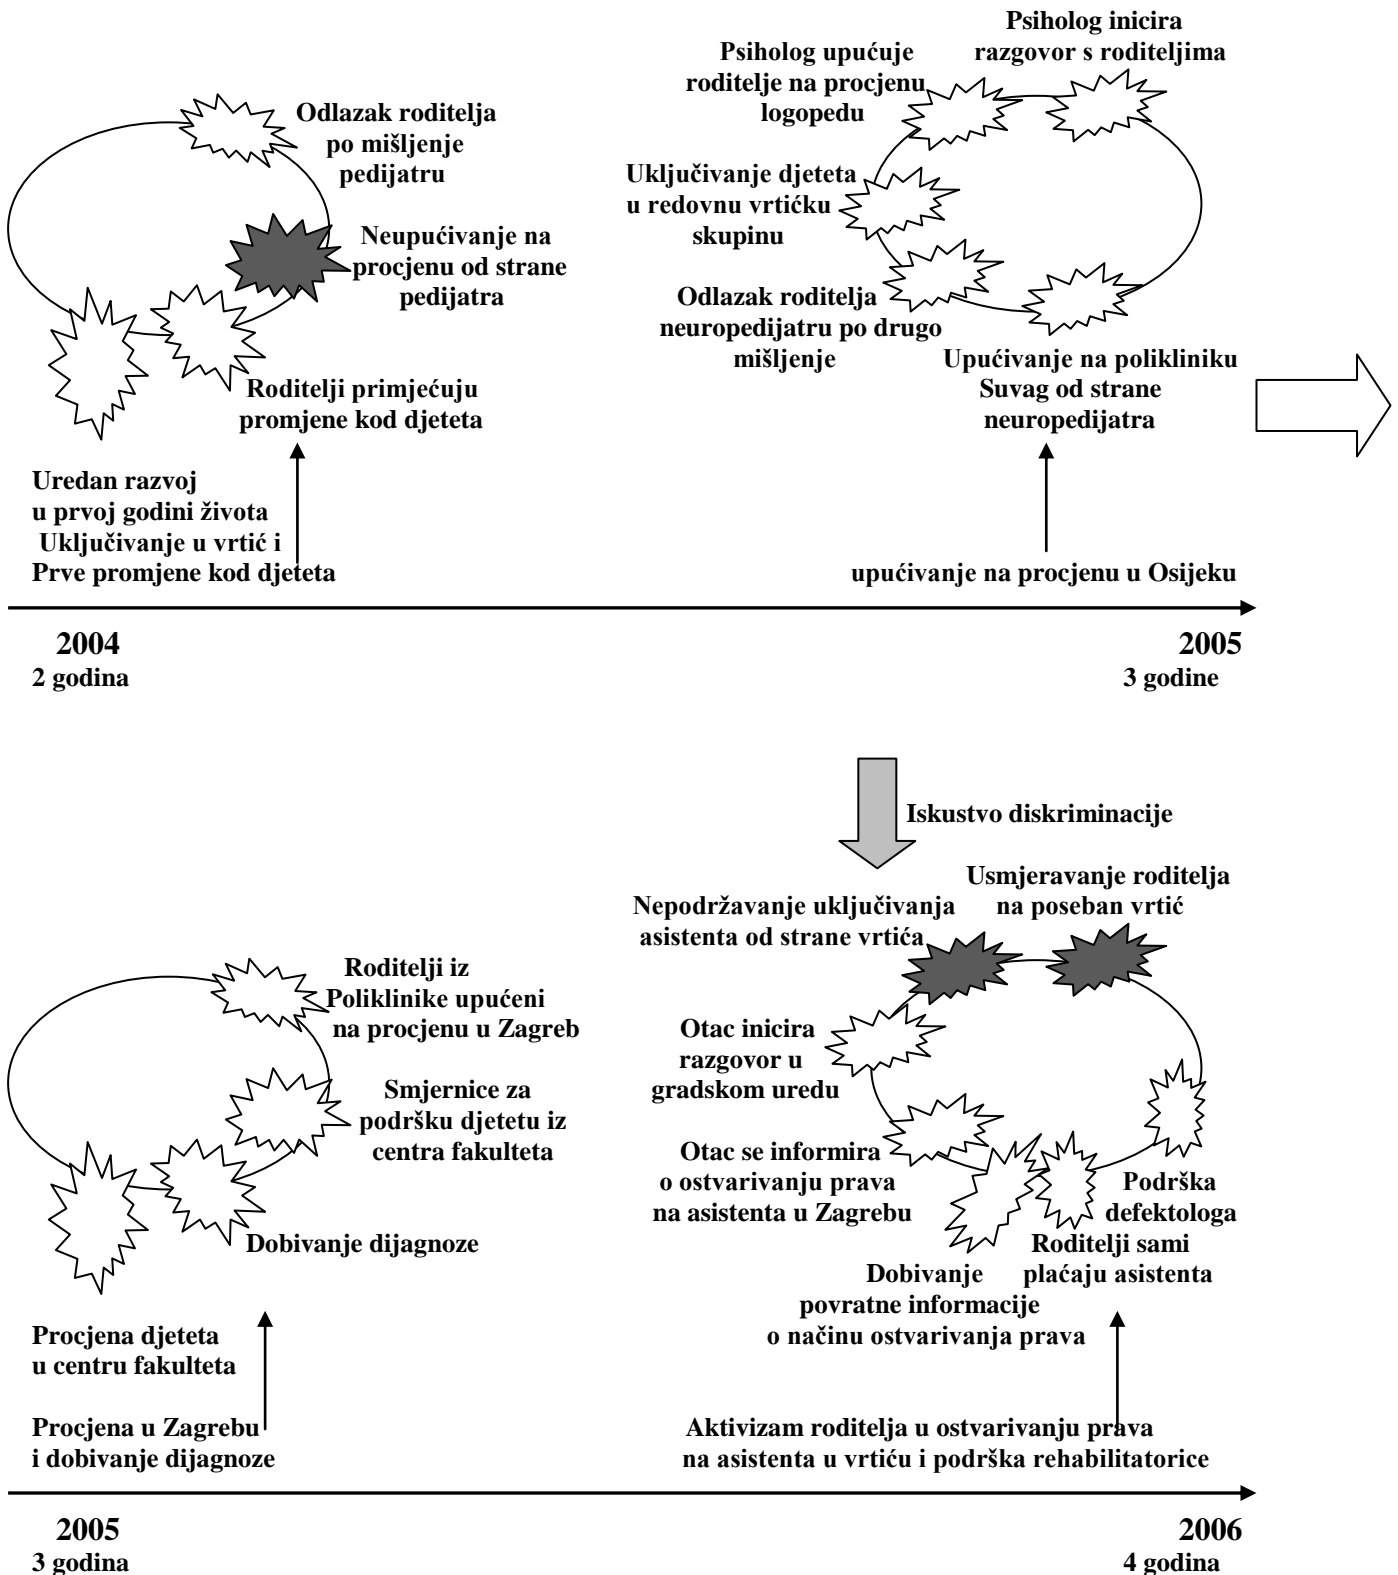 Psiholog inicira
razgovor s roditeljima
Psiholog upućuje
roditelje na procjenu
logopedu
Odlazak roditelja
po mišljenje
pedijatru
Uključivanje djeteta
u redovnu vrtićku
skupinu
Neupućivanje na
procjenu od strane
pedijatra
Odlazak roditelja
neuropedijatru po drugo
mišljenje
Upućivanje na polikliniku
Suvag od strane
neuropedijatra
Roditelji primjećuju
promjene kod djeteta
Uredan razvoj
u prvoj godini života
Uključivanje u vrtić i
Prve promjene kod djeteta
upućivanje na procjenu u Osijeku
2004
2 godina
2005
3 godine
Iskustvo diskriminacije
Usmjeravanje roditelja
na poseban vrtić
Nepodržavanje uključivanja
asistenta od strane vrtića
Roditelji iz
Poliklinike upućeni
na procjenu u Zagreb
Otac inicira
razgovor u
gradskom uredu
Smjernice za
podršku djetetu iz
centra fakulteta
Otac se informira
o ostvarivanju prava
na asistenta u Zagrebu
Podrška
defektologa
Dobivanje dijagnoze
Roditelji sami
plaćaju asistenta
Dobivanje
povratne informacije
o načinu ostvarivanja prava
Procjena djeteta
u centru fakulteta
Procjena u Zagrebu
i dobivanje dijagnoze
Aktivizam roditelja u ostvarivanju prava
na asistenta u vrtiću i podrška rehabilitatorice
2005
3 godina
2006
4 godina